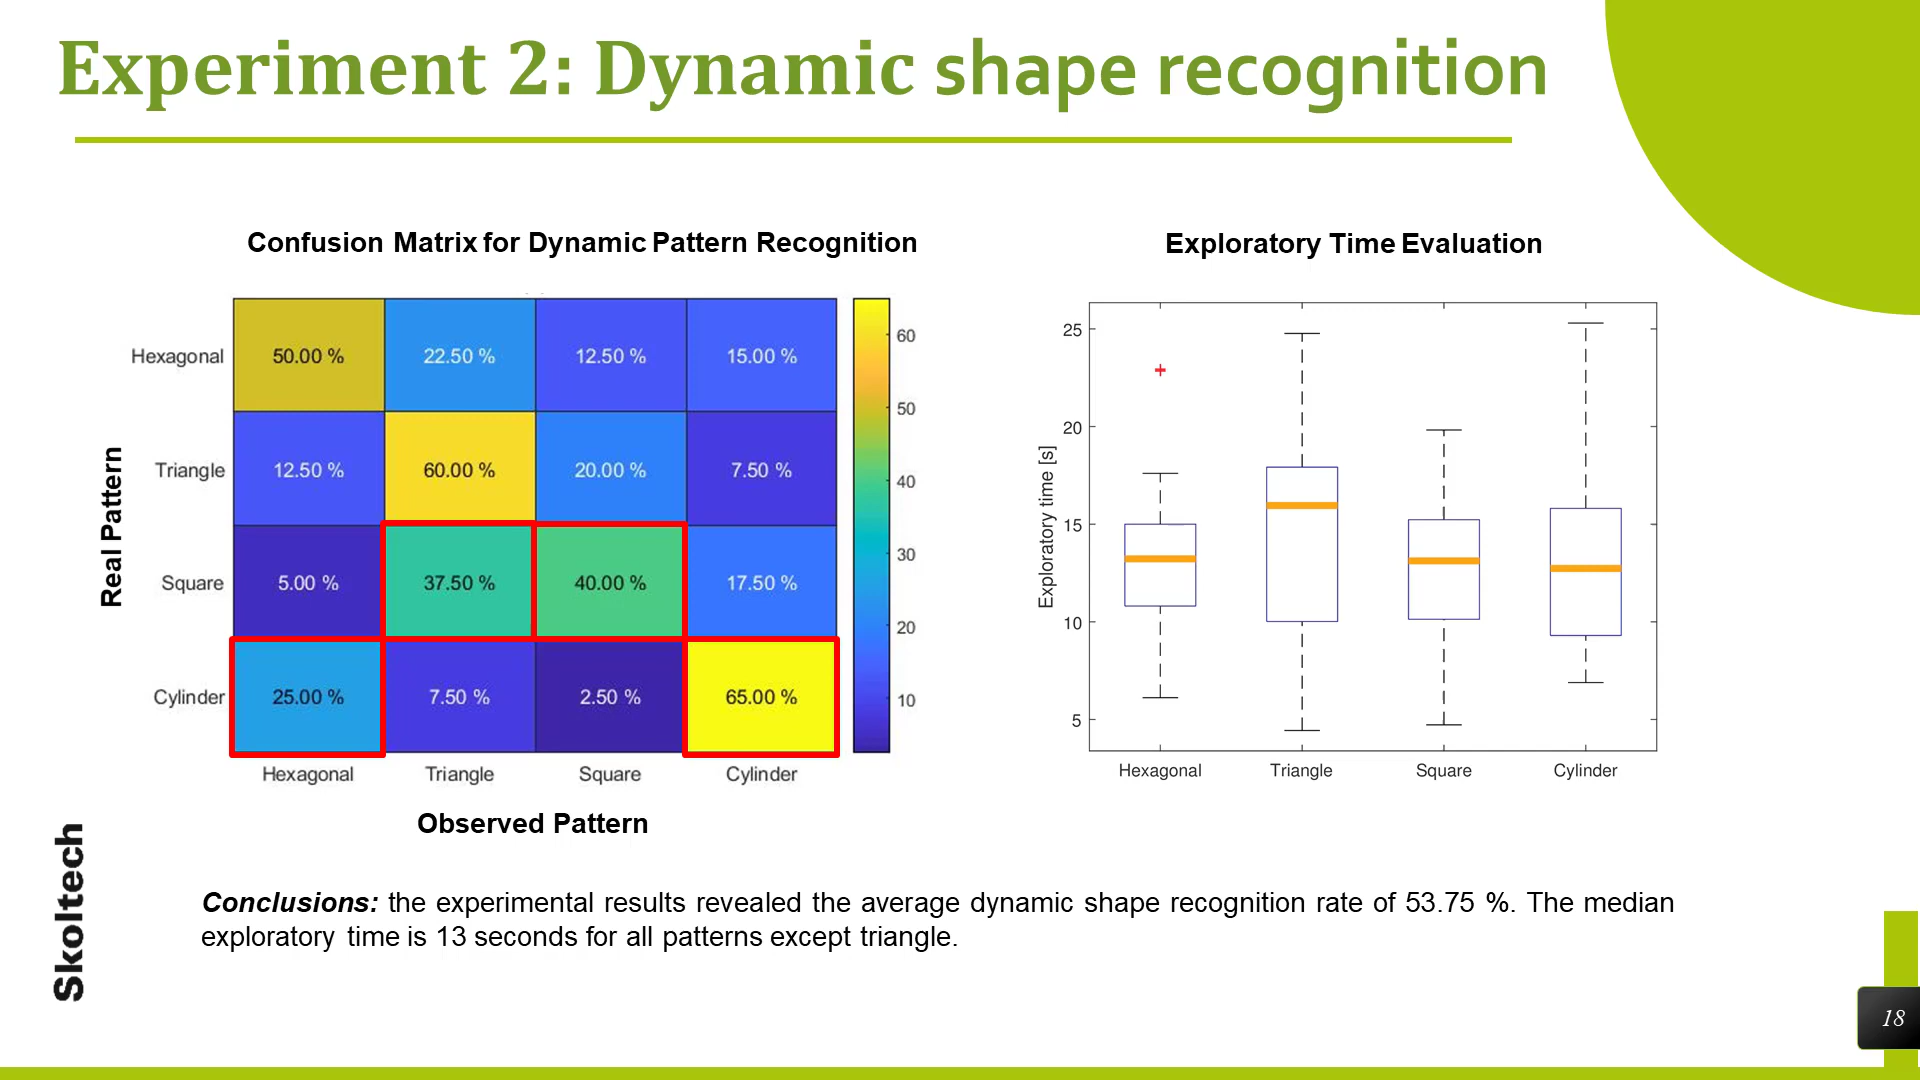 Experiment 2: Dynamic shape recognition
Confusion Matrix for Dynamic Pattern Recognition
Real Pattern
Hexagonal 50.00 % 22.50 % 12.50 % 15.00 %
Triangle 12.50 % 60.00 % 20.00 % 7.50 %
Square 5.00 % 37.50 % 40.00 % 17.50 %
Cylinder 25.00 % 7.50 % 2.50 % 65.00 %
Hexagonal Triangle Square Cylinder
Observed Pattern
60
50
40
30
20
10
Exploratory Time Evaluation
Exploratory time [s]
25
20
15
10
5
Hexagonal Triangle Square Cylinder
Conclusions: the experimental results revealed the average dynamic shape recognition rate of 53.75 %. The median
exploratory time is 13 seconds for all patterns except triangle.
Skoltech
18